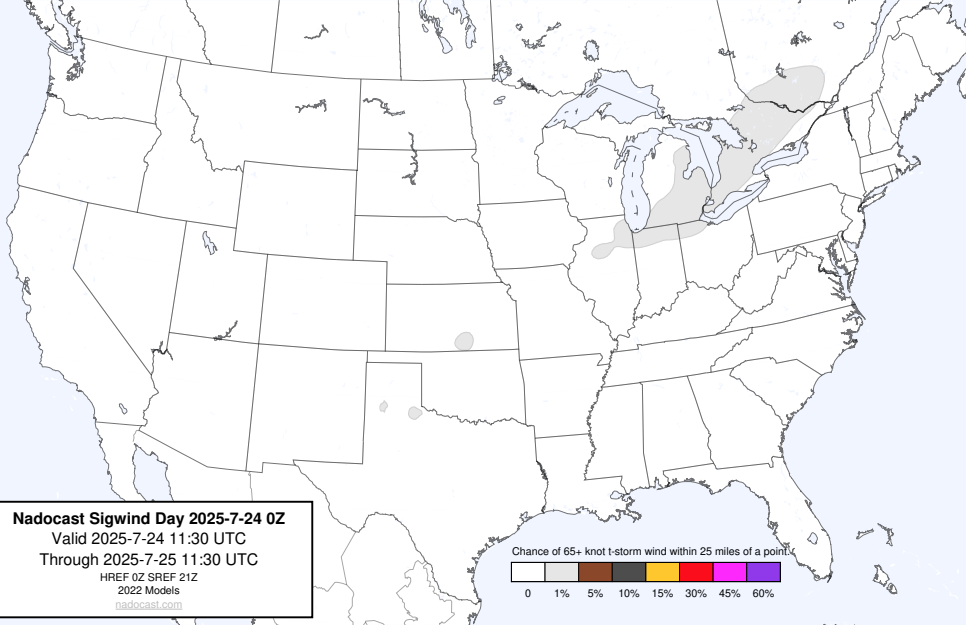 Nadocast Sigwind Day 2025-7-24 0Z
Valid 2025-7-24 11:30 UTC
Through 2025-7-25 11:30 UTC
HREF 0Z SREF 21Z
2022 Models
nadocast.com
Chance of 65+ knot t-storm wind within 25 miles of a point.
0 1% 5% 10% 15% 30% 45% 60%